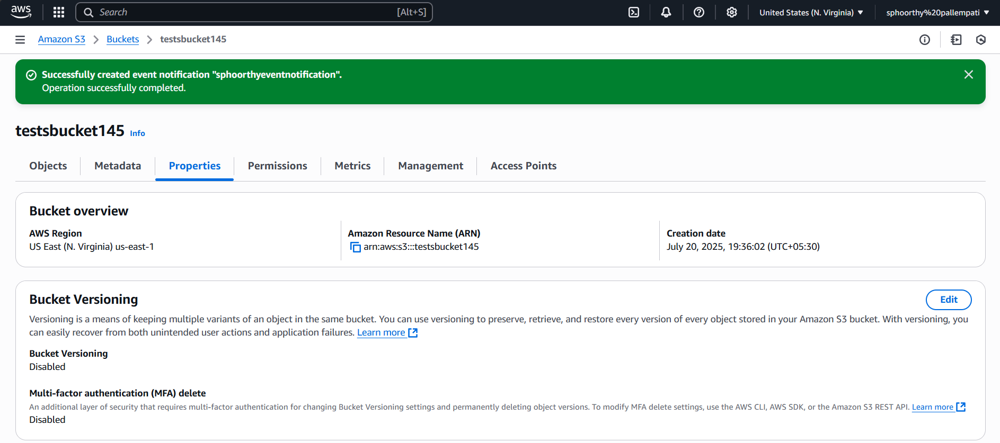 aws
Search [Alt+S]
United States (N. Virginia)
sphoorthy%20pallempati
Amazon S3 > Buckets > testsbucket145
Successfully created event notification "sphoorthyeventnotification".
Operation successfully completed.
testsbucket145 Info
Objects
Metadata
Properties
Permissions
Metrics
Management
Access Points
Bucket overview
AWS Region
US East (N. Virginia) us-east-1
Amazon Resource Name (ARN)
arn:aws:s3:::testsbucket145
Creation date
July 20, 2025, 19:36:02 (UTC+05:30)
Bucket Versioning
Edit
Versioning is a means of keeping multiple variants of an object in the same bucket. You can use versioning to preserve, retrieve, and restore every version of every object stored in your Amazon S3 bucket. With versioning, you
can easily recover from both unintended user actions and application failures. Learn more
Bucket Versioning
Disabled
Multi-factor authentication (MFA) delete
An additional layer of security that requires multi-factor authentication for changing Bucket Versioning settings and permanently deleting object versions. To modify MFA delete settings, use the AWS CLI, AWS SDK, or the Amazon S3 REST API. Learn more
Disabled